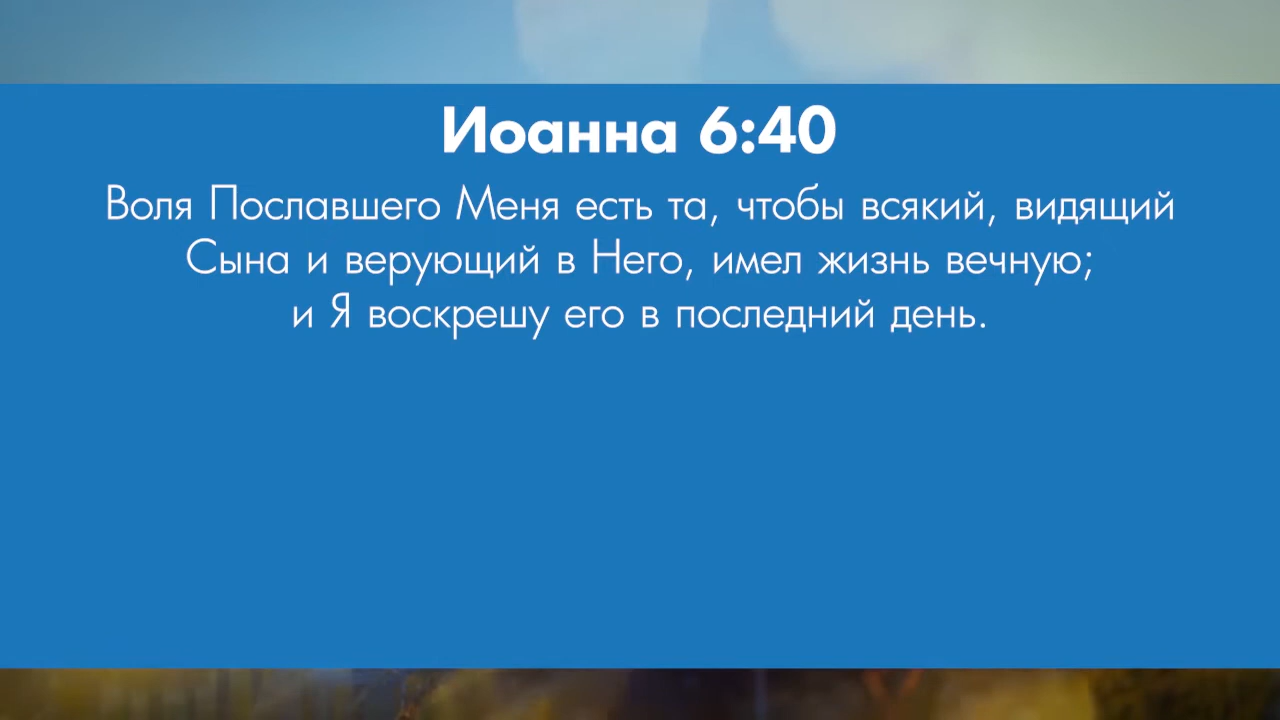 Иоанна 6:40
Воля Пославшего Меня есть та, чтобы всякий, видящий
Сына и верующий в Него, имел жизнь вечную;
и Я воскрешу его в последний день.